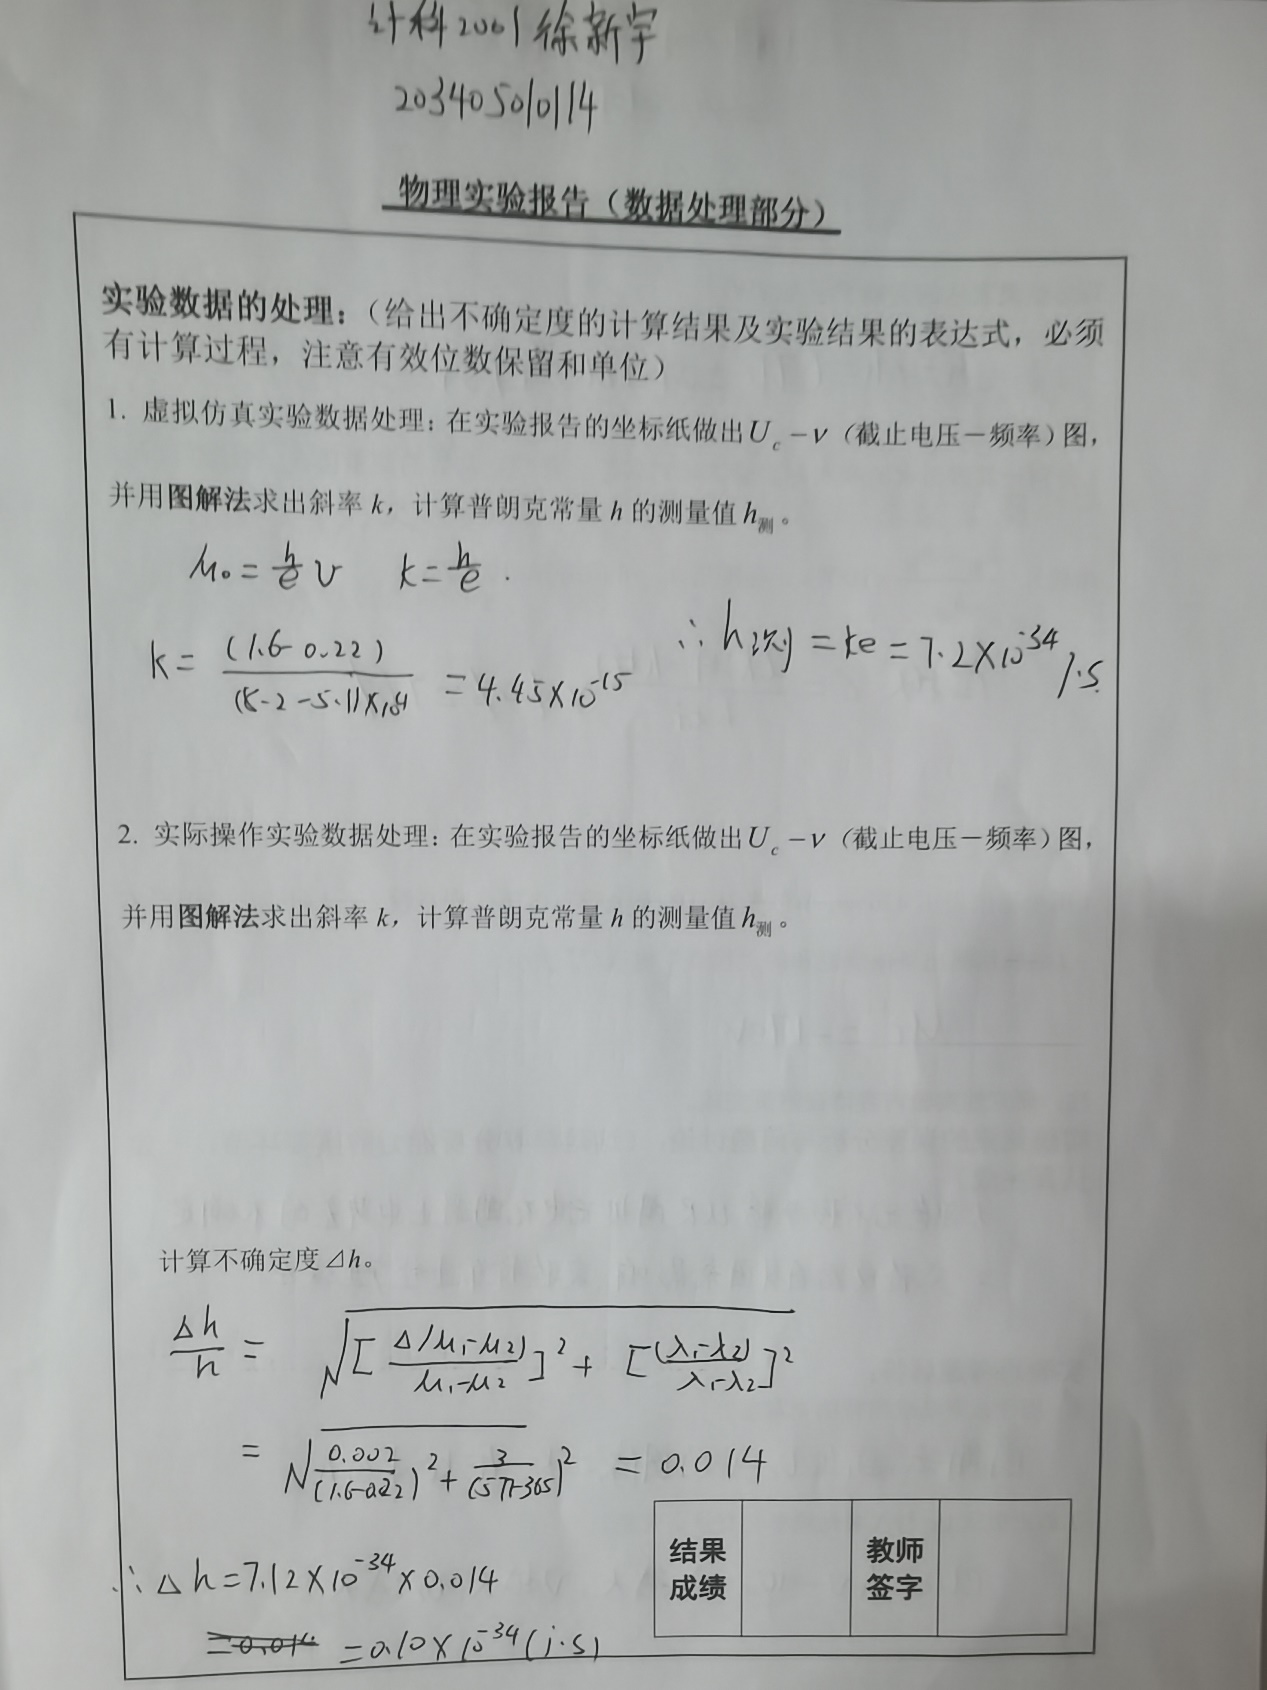 计科2001 徐新宇
203405010114
物理实验报告（数据处理部分）
实验数据的处理：（给出不确定度的计算结果及实验结果的表达式，必须
有计算过程，注意有效位数保留和单位）
1. 虚拟仿真实验数据处理：在实验报告的坐标纸做出U_c－ν（截止电压－频率）图，
并用图解法求出斜率 k，计算普朗克常量 h 的测量值 h测。
μ₀ = h/e ν    k = h/e .
k = (1.6-0.22)/(8.2-5.1)×10¹⁴ = 4.45×10⁻¹⁵    ∴ h测 = ke = 7.2×10⁻³⁴ J·S
2. 实际操作实验数据处理：在实验报告的坐标纸做出U_c－ν（截止电压－频率）图，
并用图解法求出斜率 k，计算普朗克常量 h 的测量值 h测。
计算不确定度⊿h。
Δh/h = √[Δ(μ₁-μ₂)/μ₁-μ₂]² + [(λ₁-λ₂)/λ₁-λ₂]²
= √(0.002/(1.6-0.22))² + (3/(577-365))² = 0.014
∴ Δh = 7.12×10⁻³⁴×0.014
= 0.10×10⁻³⁴(j·s)
结果
成绩
教师
签字